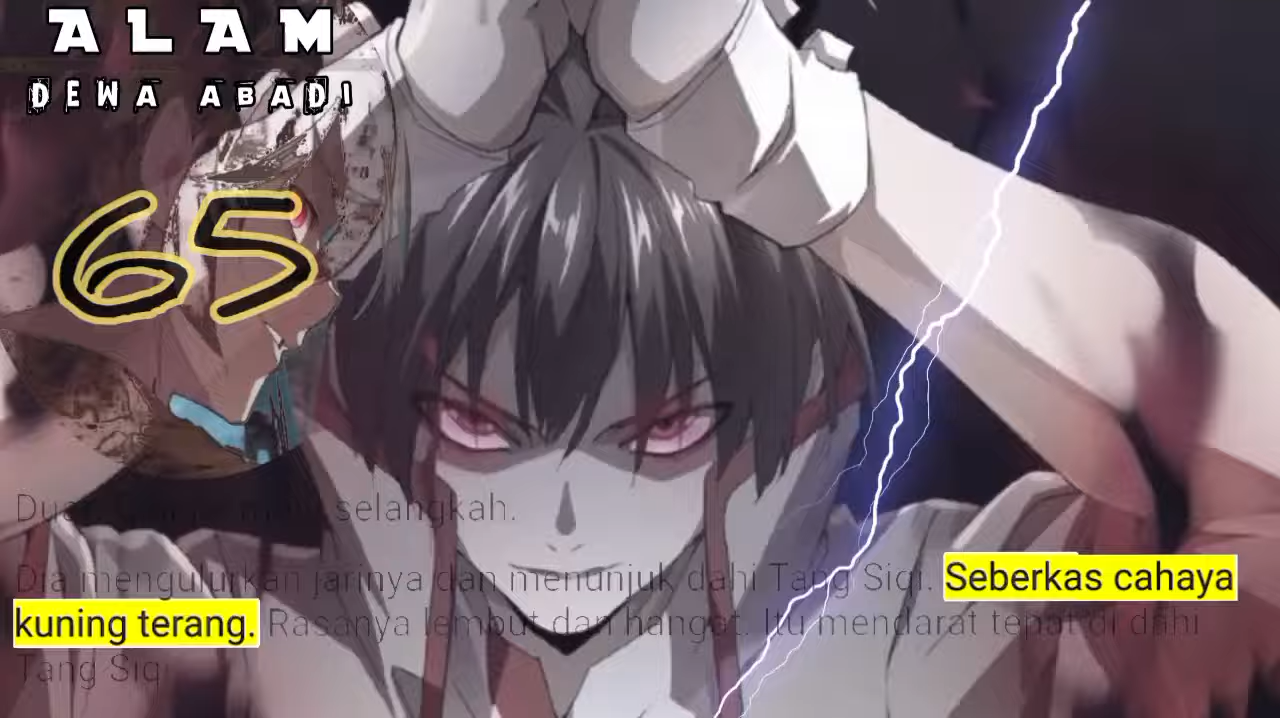 ALAM
DEWA ABADI
65
selangkah.
Dia mengulurkan jarinya dan menunjuk dahi Tang Siqi. Seberkas cahaya
kuning terang. Rasanya lembut dan hangat. Itu mendarat tepat di dahi
Tang Siqi